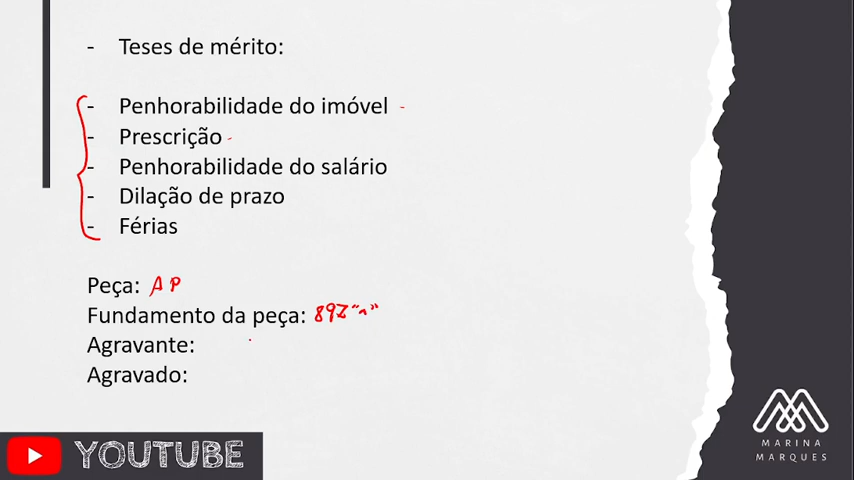 - Teses de mérito:
- Penhorabilidade do imóvel -
- Prescrição -
- Penhorabilidade do salário
- Dilação de prazo
- Férias
Peça: AP
Fundamento da peça: 897 "a"
Agravante:
Agravado:
YOUTUBE
MARINA
MARQUES